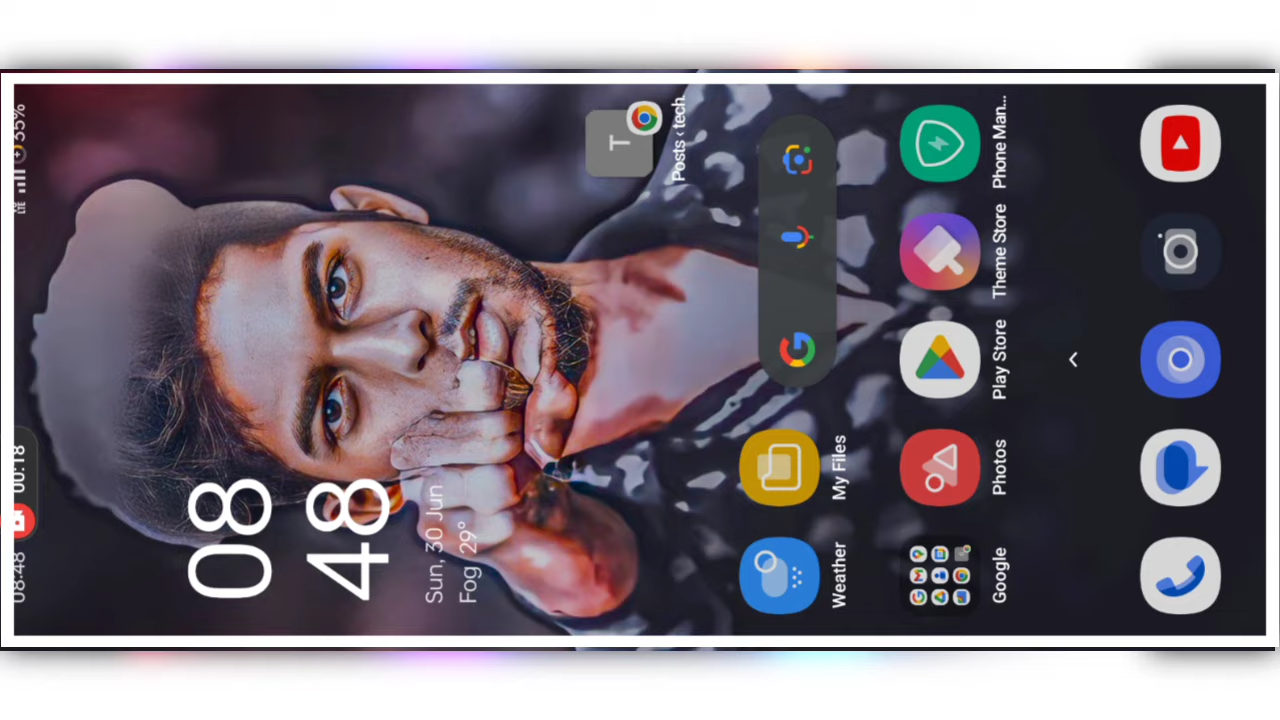 08:48 00:18 35%
08
48
Sun, 30 Jun
Fog 29°
T
Posts ‹ tech
Weather
My Files
Google
Photos
Play Store
Theme Store
Phone Man...